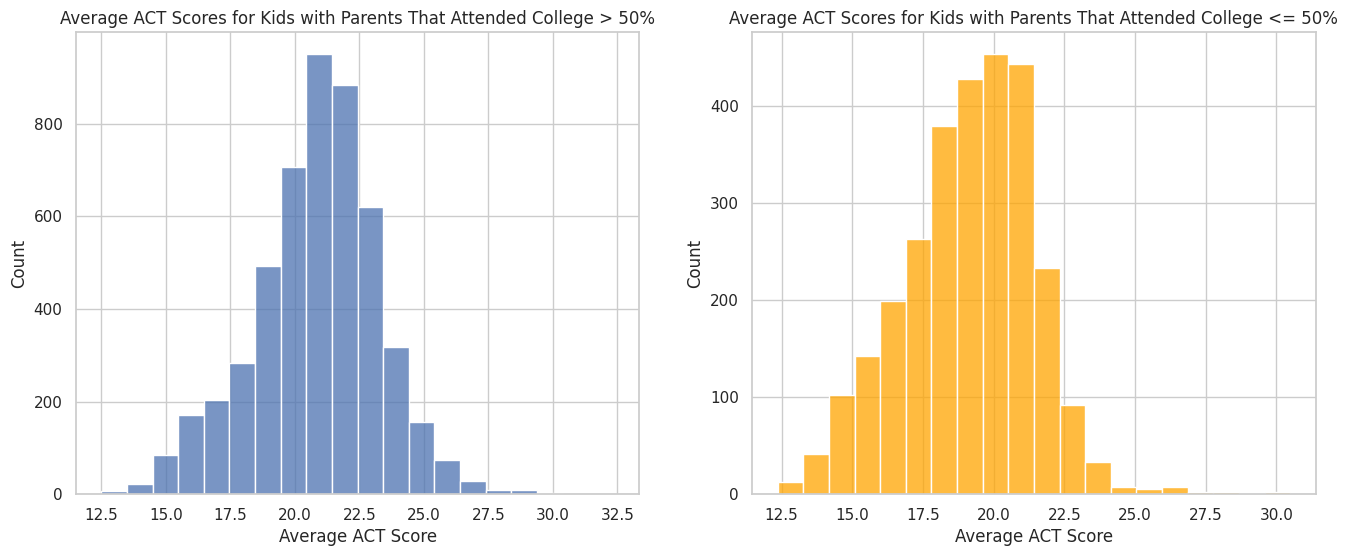 Average ACT Scores for Kids with Parents That Attended College > 50%
Count
800
600
400
200
0
12.5 15.0 17.5 20.0 22.5 25.0 27.5 30.0 32.5
Average ACT Score
Average ACT Scores for Kids with Parents That Attended College <= 50%
Count
400
300
200
100
0
12.5 15.0 17.5 20.0 22.5 25.0 27.5 30.0
Average ACT Score